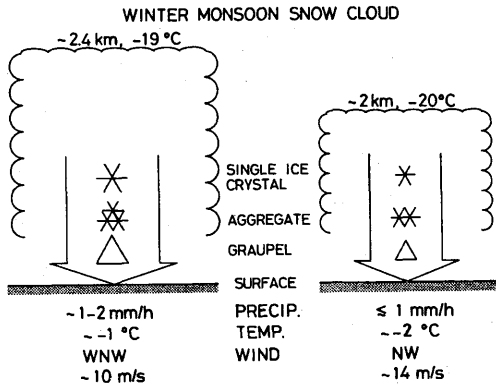 WINTER MONSOON SNOW CLOUD
~2.4 km, -19 °C
~2 km, -20°C
SINGLE ICE
CRYSTAL
AGGREGATE
GRAUPEL
SURFACE
~1-2 mm/h PRECIP. ≤ 1 mm/h
~-1 °C TEMP. ~-2 °C
WNW WIND NW
~10 m/s ~14 m/s